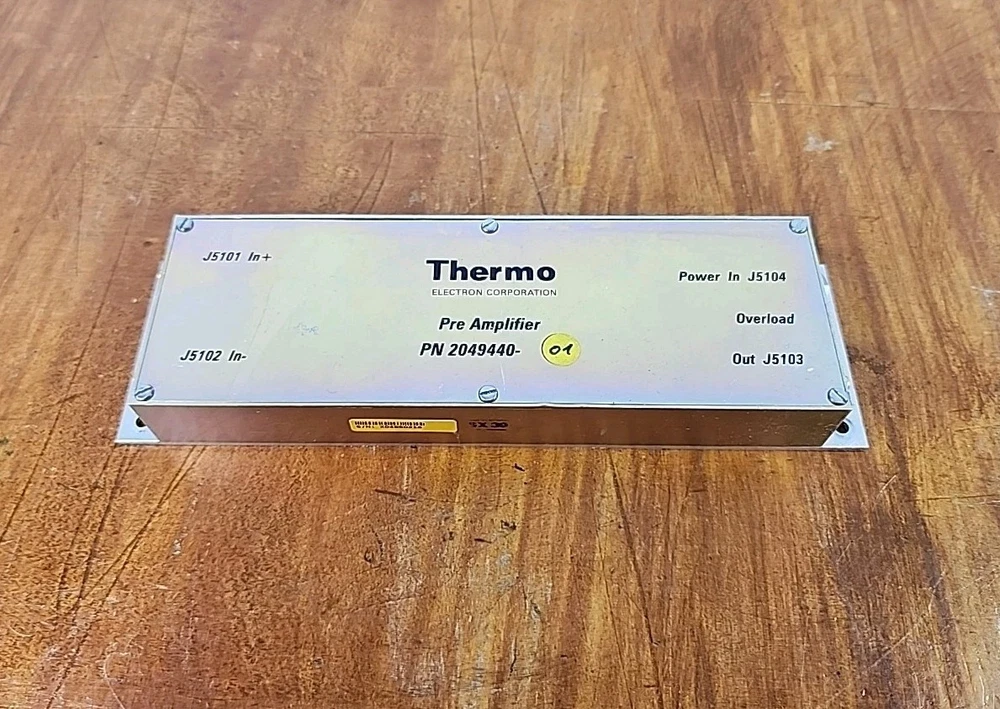 J5101 In+
J5102 In-
Thermo
ELECTRON CORPORATION
Pre Amplifier
PN 2049440- 01
Power In J5104
Overload
Out J5103